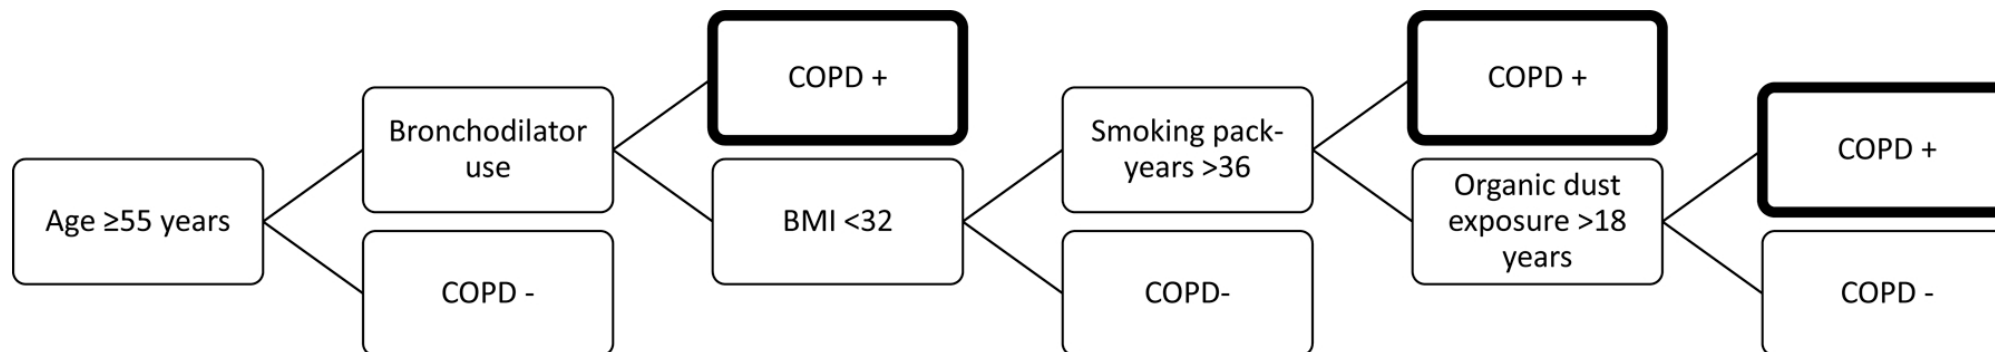 Age ≥55 years
Bronchodilator
use
COPD -
COPD +
BMI <32
Smoking pack-
years >36
COPD-
COPD +
Organic dust
exposure >18
years
COPD +
COPD -